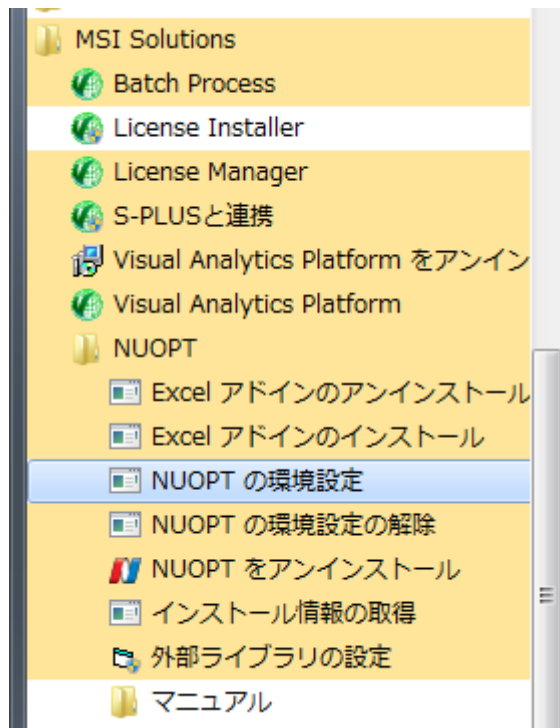 MSI Solutions
Batch Process
License Installer
License Manager
S-PLUSと連携
Visual Analytics Platform をアンイン
Visual Analytics Platform
NUOPT
Excel アドインのアンインストール
Excel アドインのインストール
NUOPT の環境設定
NUOPT の環境設定の解除
NUOPT をアンインストール
インストール情報の取得
外部ライブラリの設定
マニュアル